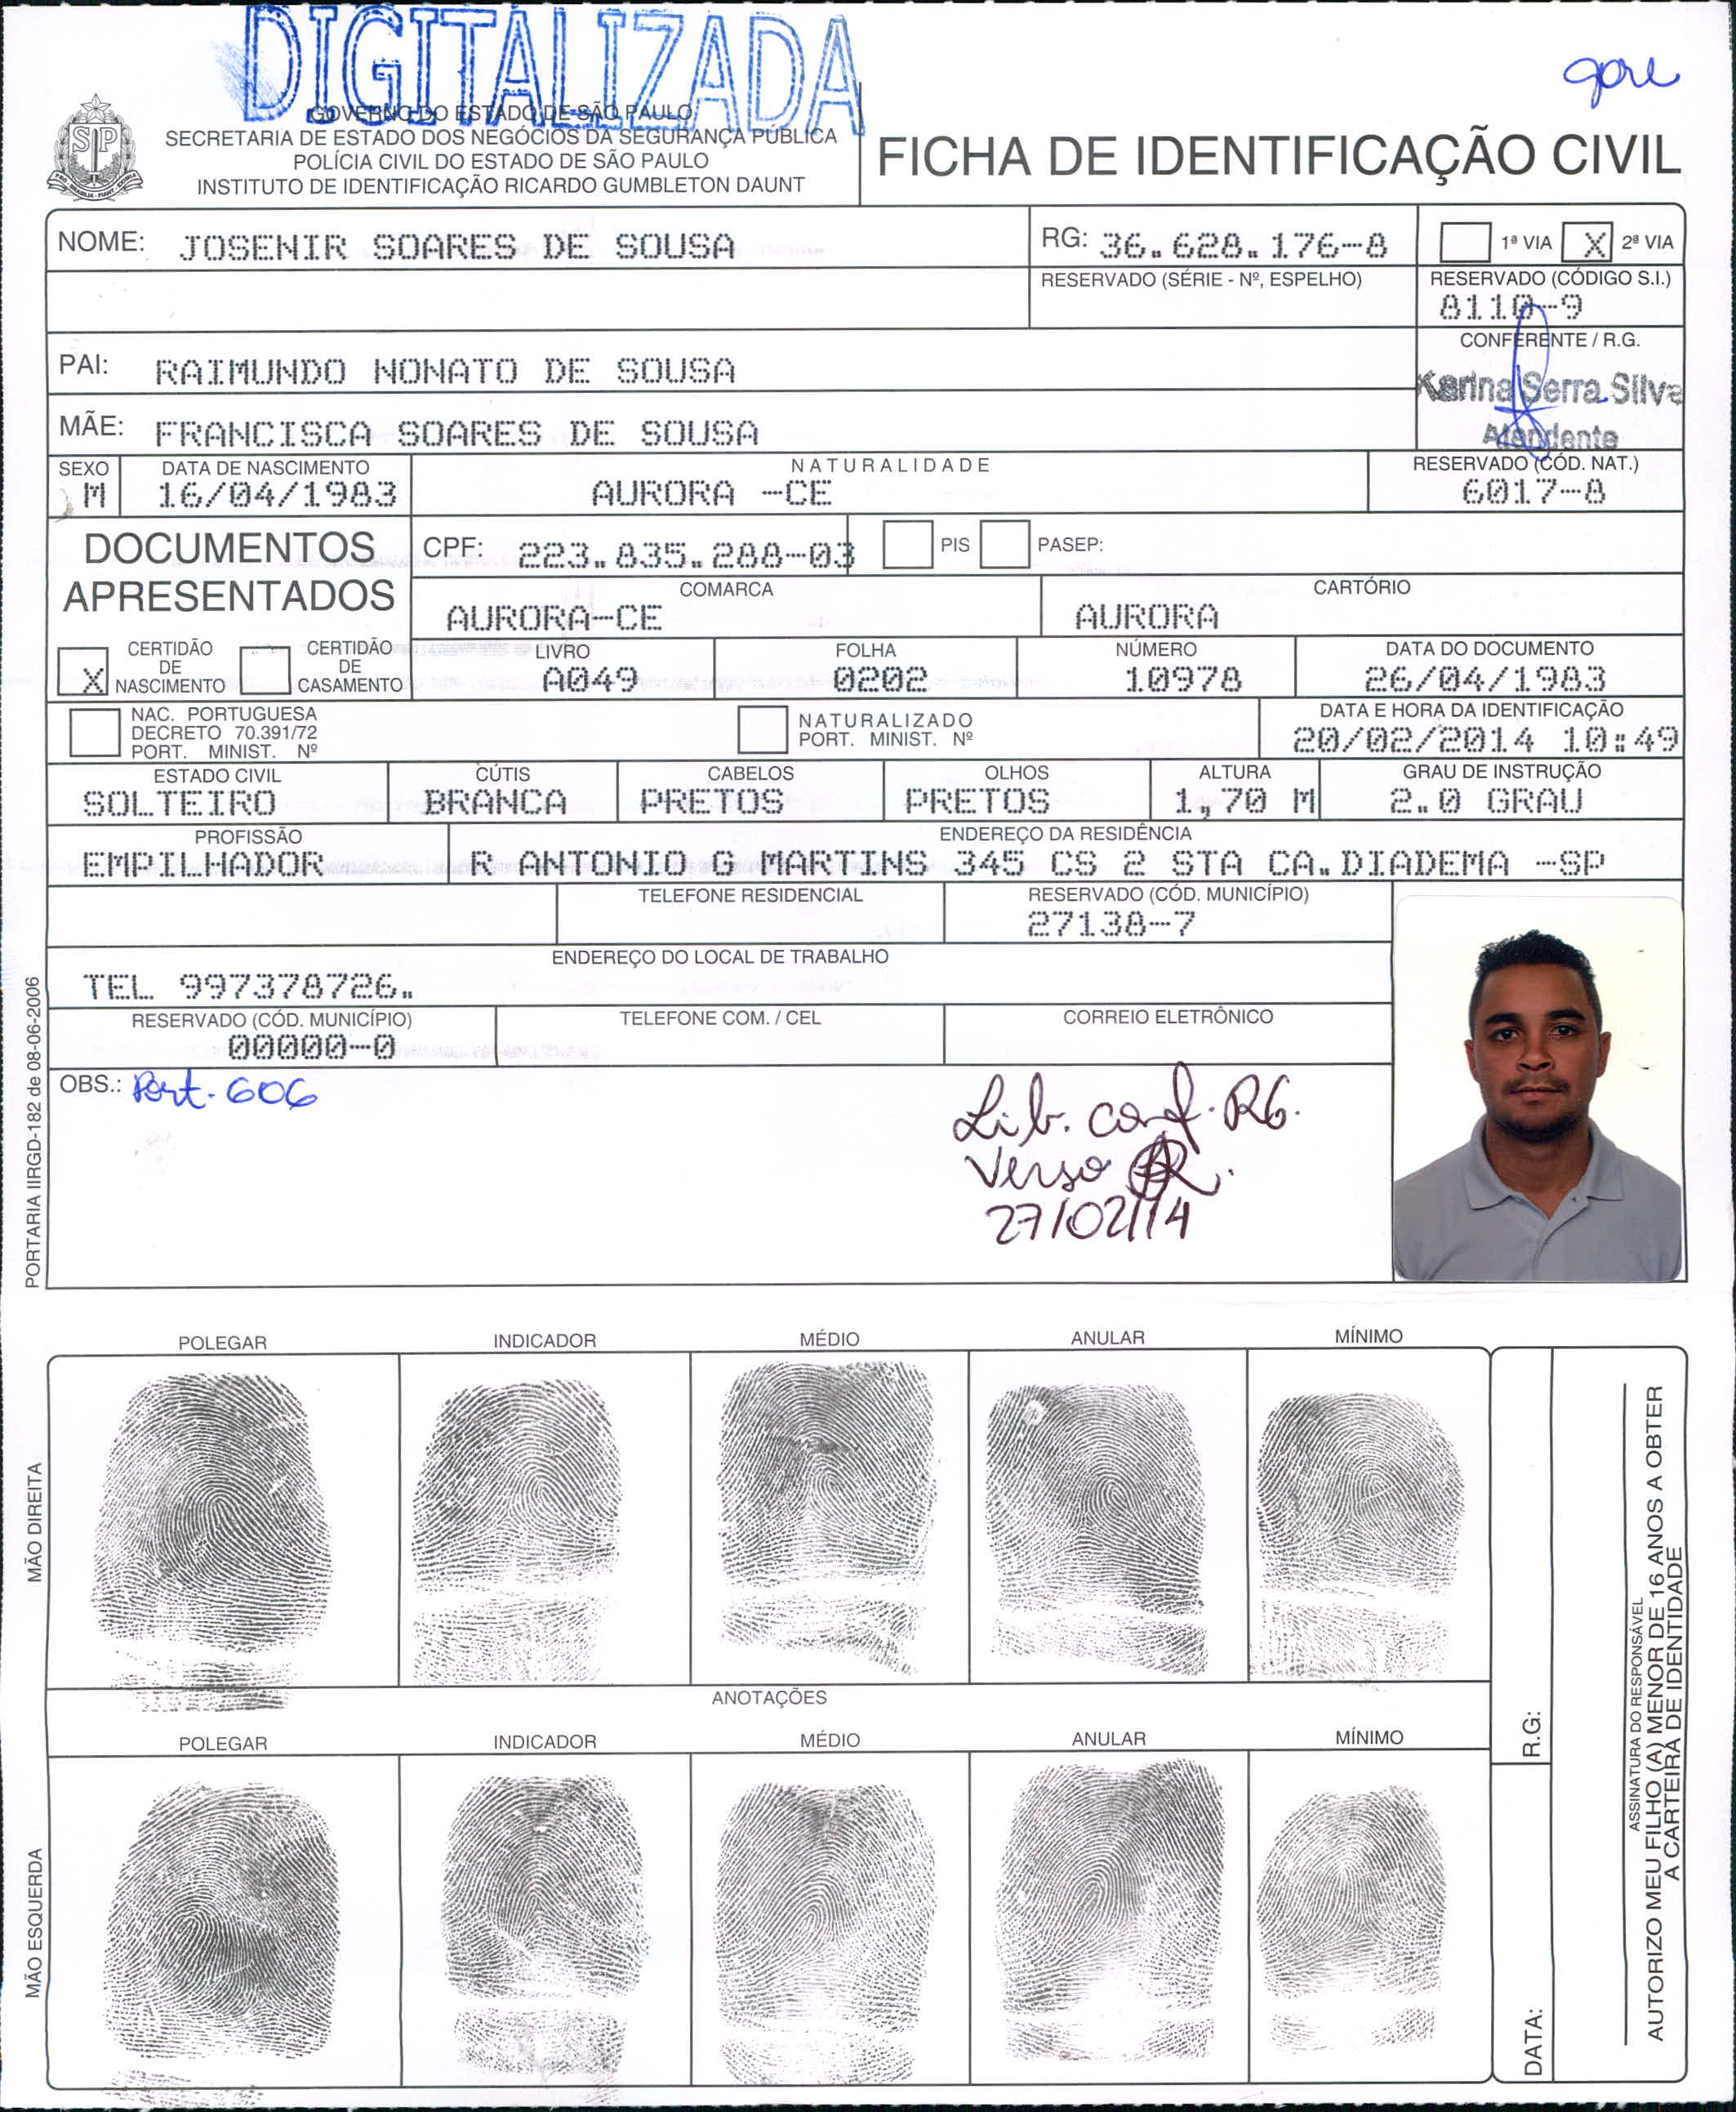 DIGITALIZADA
GOVERNO DO ESTADO DE SÃO PAULO
SECRETARIA DE ESTADO DOS NEGÓCIOS DA SEGURANÇA PÚBLICA
POLÍCIA CIVIL DO ESTADO DE SÃO PAULO
INSTITUTO DE IDENTIFICAÇÃO RICARDO GUMBLETON DAUNT
FICHA DE IDENTIFICAÇÃO CIVIL
NOME: JOSENIR SOARES DE SOUSA
RG: 36.628.176-8
1ª VIA X 2ª VIA
RESERVADO (SÉRIE - Nº, ESPELHO)
RESERVADO (CÓDIGO S.I.)
8110-9
PAI: RAIMUNDO NONATO DE SOUSA
CONFERENTE / R.G.
Karina Serra Silva
Atendente
MÃE: FRANCISCA SOARES DE SOUSA
SEXO
M
DATA DE NASCIMENTO
16/04/1983
NATURALIDADE
AURORA -CE
RESERVADO (CÓD. NAT.)
6017-8
DOCUMENTOS
APRESENTADOS
CPF: 223.835.288-03
PIS
PASEP:
COMARCA
AURORA-CE
CARTÓRIO
AURORA
X CERTIDÃO
DE
NASCIMENTO
CERTIDÃO
DE
CASAMENTO
LIVRO
A049
FOLHA
0202
NÚMERO
10978
DATA DO DOCUMENTO
26/04/1983
NAC. PORTUGUESA
DECRETO 70.391/72
PORT. MINIST. Nº
NATURALIZADO
PORT. MINIST. Nº
DATA E HORA DA IDENTIFICAÇÃO
20/02/2014 10:49
ESTADO CIVIL
SOLTEIRO
CÚTIS
BRANCA
CABELOS
PRETOS
OLHOS
PRETOS
ALTURA
1,70 M
GRAU DE INSTRUÇÃO
2.0 GRAU
PROFISSÃO
EMPILHADOR
ENDEREÇO DA RESIDÊNCIA
R ANTONIO G MARTINS 345 CS 2 STA CA.DIADEMA -SP
TELEFONE RESIDENCIAL
RESERVADO (CÓD. MUNICÍPIO)
27138-7
ENDEREÇO DO LOCAL DE TRABALHO
TEL 997378726.
RESERVADO (CÓD. MUNICÍPIO)
00000-0
TELEFONE COM. / CEL
CORREIO ELETRÔNICO
OBS.: Port. 606
Lib. conf. RG.
Verso
27/02/14
PORTARIA IIRGD-182 de 08-06-2006
POLEGAR INDICADOR MÉDIO ANULAR MÍNIMO
MÃO DIREITA
ANOTAÇÕES
POLEGAR INDICADOR MÉDIO ANULAR MÍNIMO
MÃO ESQUERDA
R.G:
DATA:
ASSINATURA DO RESPONSÁVEL
AUTORIZO MEU FILHO (A) MENOR DE 16 ANOS A OBTER
A CARTEIRA DE IDENTIDADE